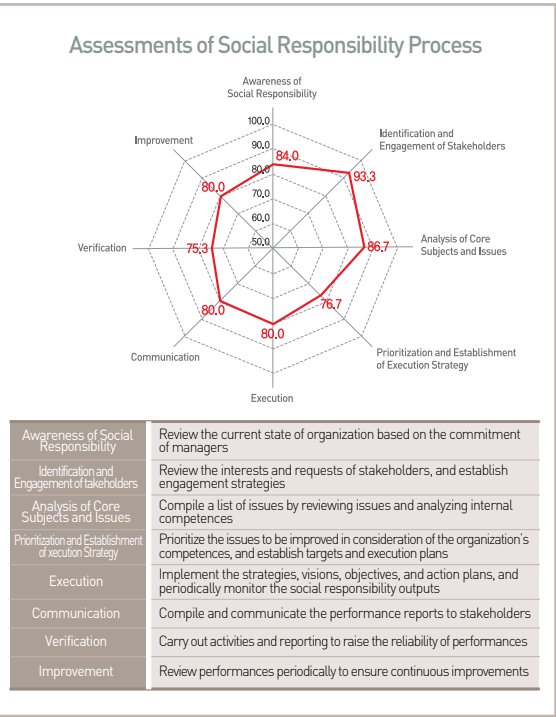 Assessments of Social Responsibility Process
Awareness of
Social Responsibility
Identification and
Engagement of Stakeholders
Analysis of Core
Subjects and Issues
Prioritization and Establishment
of Execution Strategy
Execution
Communication
Verification
Improvement
100.0
90.0
80.0
70.0
60.0
50.0
84.0
93.3
86.7
76.7
80.0
80.0
75.3
80.0
Awareness of Social
Responsibility
Review the current state of organization based on the commitment
of managers
Identification and
Engagement of takeholders
Review the interests and requests of stakeholders, and establish
engagement strategies
Analysis of Core
Subjects and Issues
Compile a list of issues by reviewing issues and analyzing internal
competences
Prioritization and Establishment
of xecution Strategy
Prioritize the issues to be improved in consideration of the organization's
competences, and establish targets and execution plans
Execution
Implement the strategies, visions, objectives, and action plans, and
periodically monitor the social responsibility outputs
Communication
Compile and communicate the performance reports to stakeholders
Verification
Carry out activities and reporting to raise the reliability of performances
Improvement
Review performances periodically to ensure continuous improvements